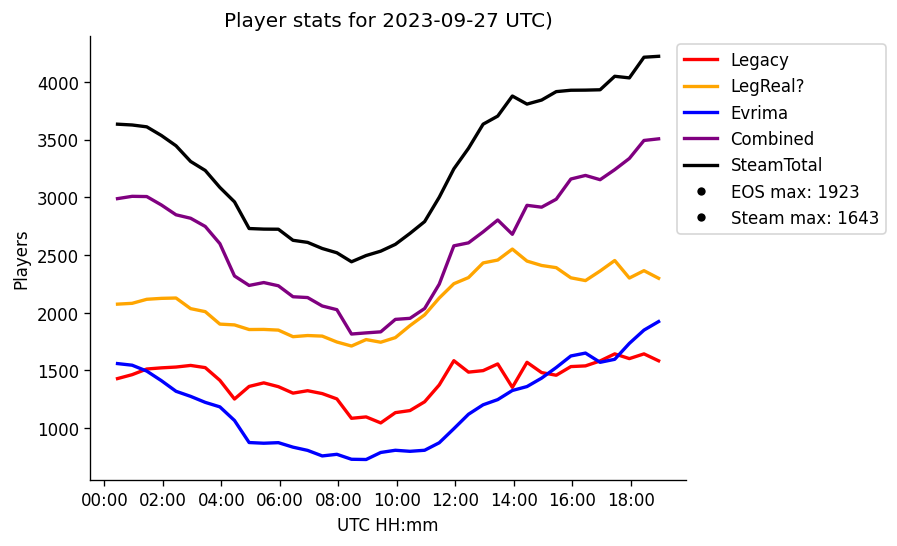 Player stats for 2023-09-27 UTC)
Players
4000
3500
3000
2500
2000
1500
1000
00:00 02:00 04:00 06:00 08:00 10:00 12:00 14:00 16:00 18:00
UTC HH:mm
Legacy
LegReal?
Evrima
Combined
SteamTotal
EOS max: 1923
Steam max: 1643